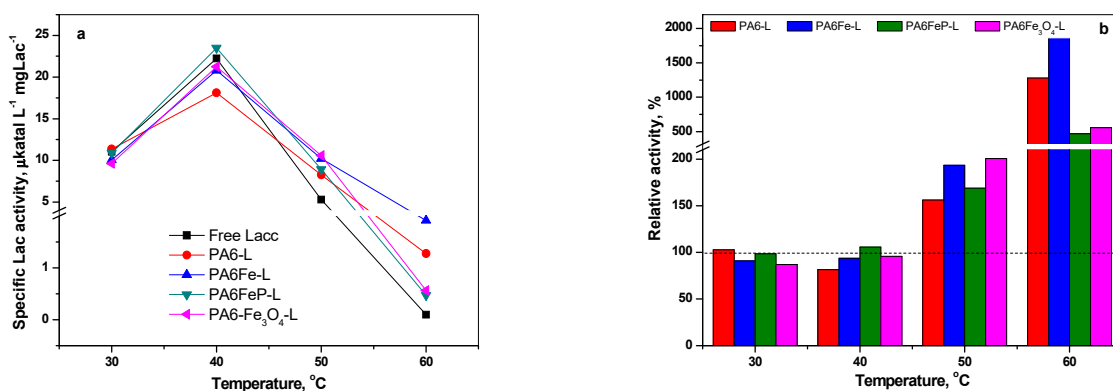 a
Specific Lac activity, µkatal L⁻¹ mgLac⁻¹
25
20
15
10
5
1
0
Free Lacc
PA6-L
PA6Fe-L
PA6FeP-L
PA6-Fe₃O₄-L
30 40 50 60
Temperature, °C
b
PA6-L PA6Fe-L PA6FeP-L PA6Fe₃O₄-L
Relative activity, %
2000
1500
1000
500
200
150
100
50
0
30 40 50 60
Temperature, °C